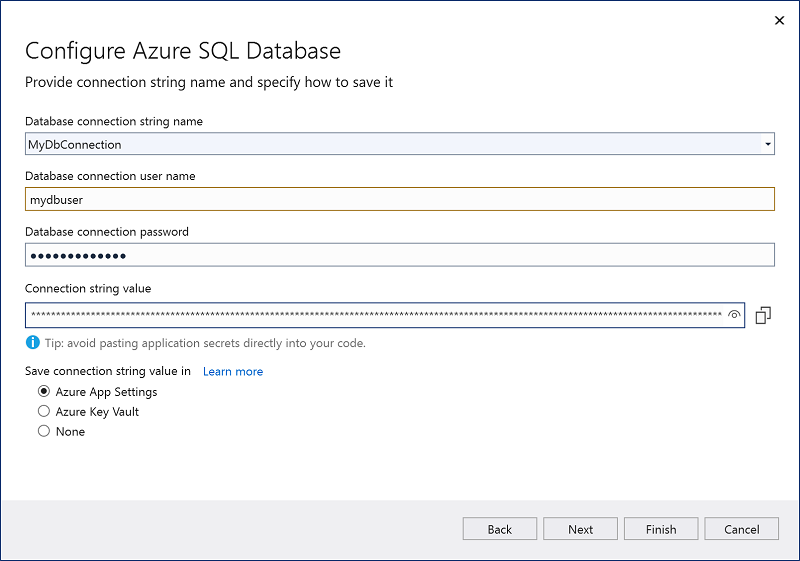 Configure Azure SQL Database
Provide connection string name and specify how to save it
Database connection string name
MyDbConnection
Database connection user name
mydbuser
Database connection password
●●●●●●●●●●●●●
Connection string value
******************************************************************************************************************************************
Tip: avoid pasting application secrets directly into your code.
Save connection string value in Learn more
Azure App Settings
Azure Key Vault
None
Back Next Finish Cancel